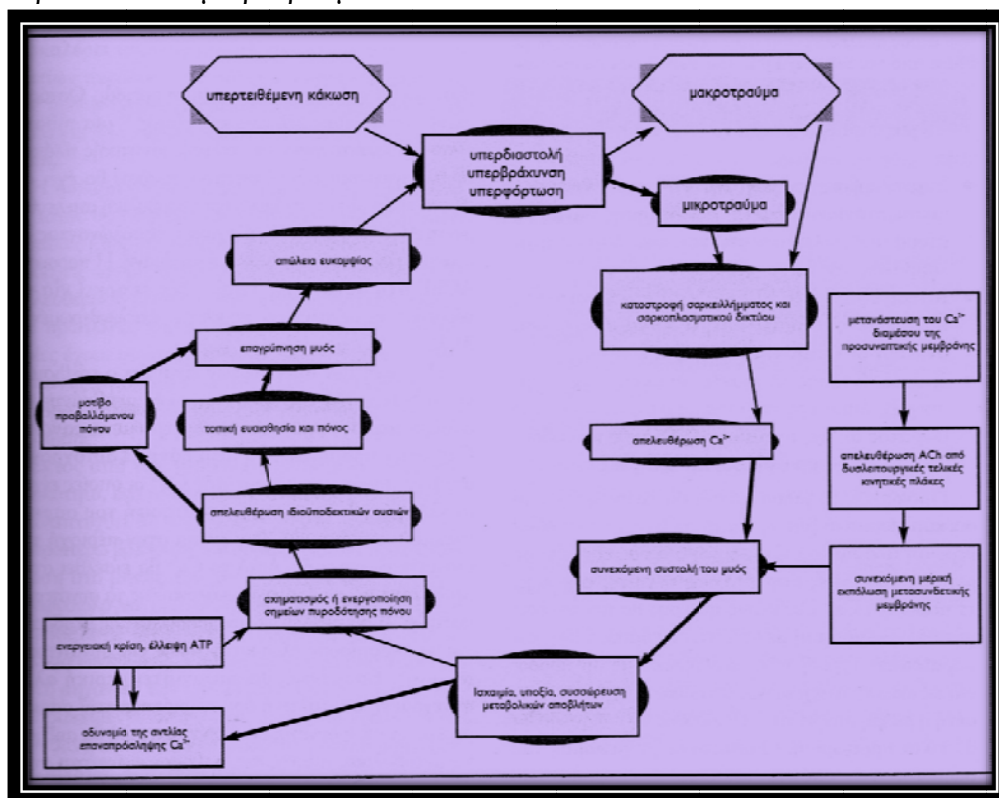 υπερτειθέμενη κάκωση
μακροτραύμα
υπερδιαστολή
υπερβράχυνση
υπερφόρτωση
μικροτραύμα
απώλεια ευκαμψίας
καταστροφή σαρκειλλήμματος και
σαρκοπλασματικού δικτύου
μετανάστευση του Ca²⁺
διαμέσου της
προσυναπτικής μεμβράνης
επαγρύπνηση μυός
μοτίβο
προβαλλόμενου
πόνου
τοπική ευαισθησία και πόνος
απελευθέρωση Ca²⁺
απελευθέρωση ACh από
δυσλειτουργικές τελικές
κινητικές πλάκες
απελευθέρωση ιδιοϋποδεκτικών ουσιών
συνεχόμενη συστολή του μυός
συνεχόμενη μερική
εκπόλωση μετασυνδετικής
μεμβράνης
σχηματισμός ή ενεργοποίηση
σημείων πυροδότησης πόνου
ενεργειακή κρίση, έλλειψη ATP
Ισχαιμία, υποξία, συσσώρευση
μεταβολικών αποβλήτων
αδυναμία της αντλίας
επαναπρόσληψης Ca²⁺